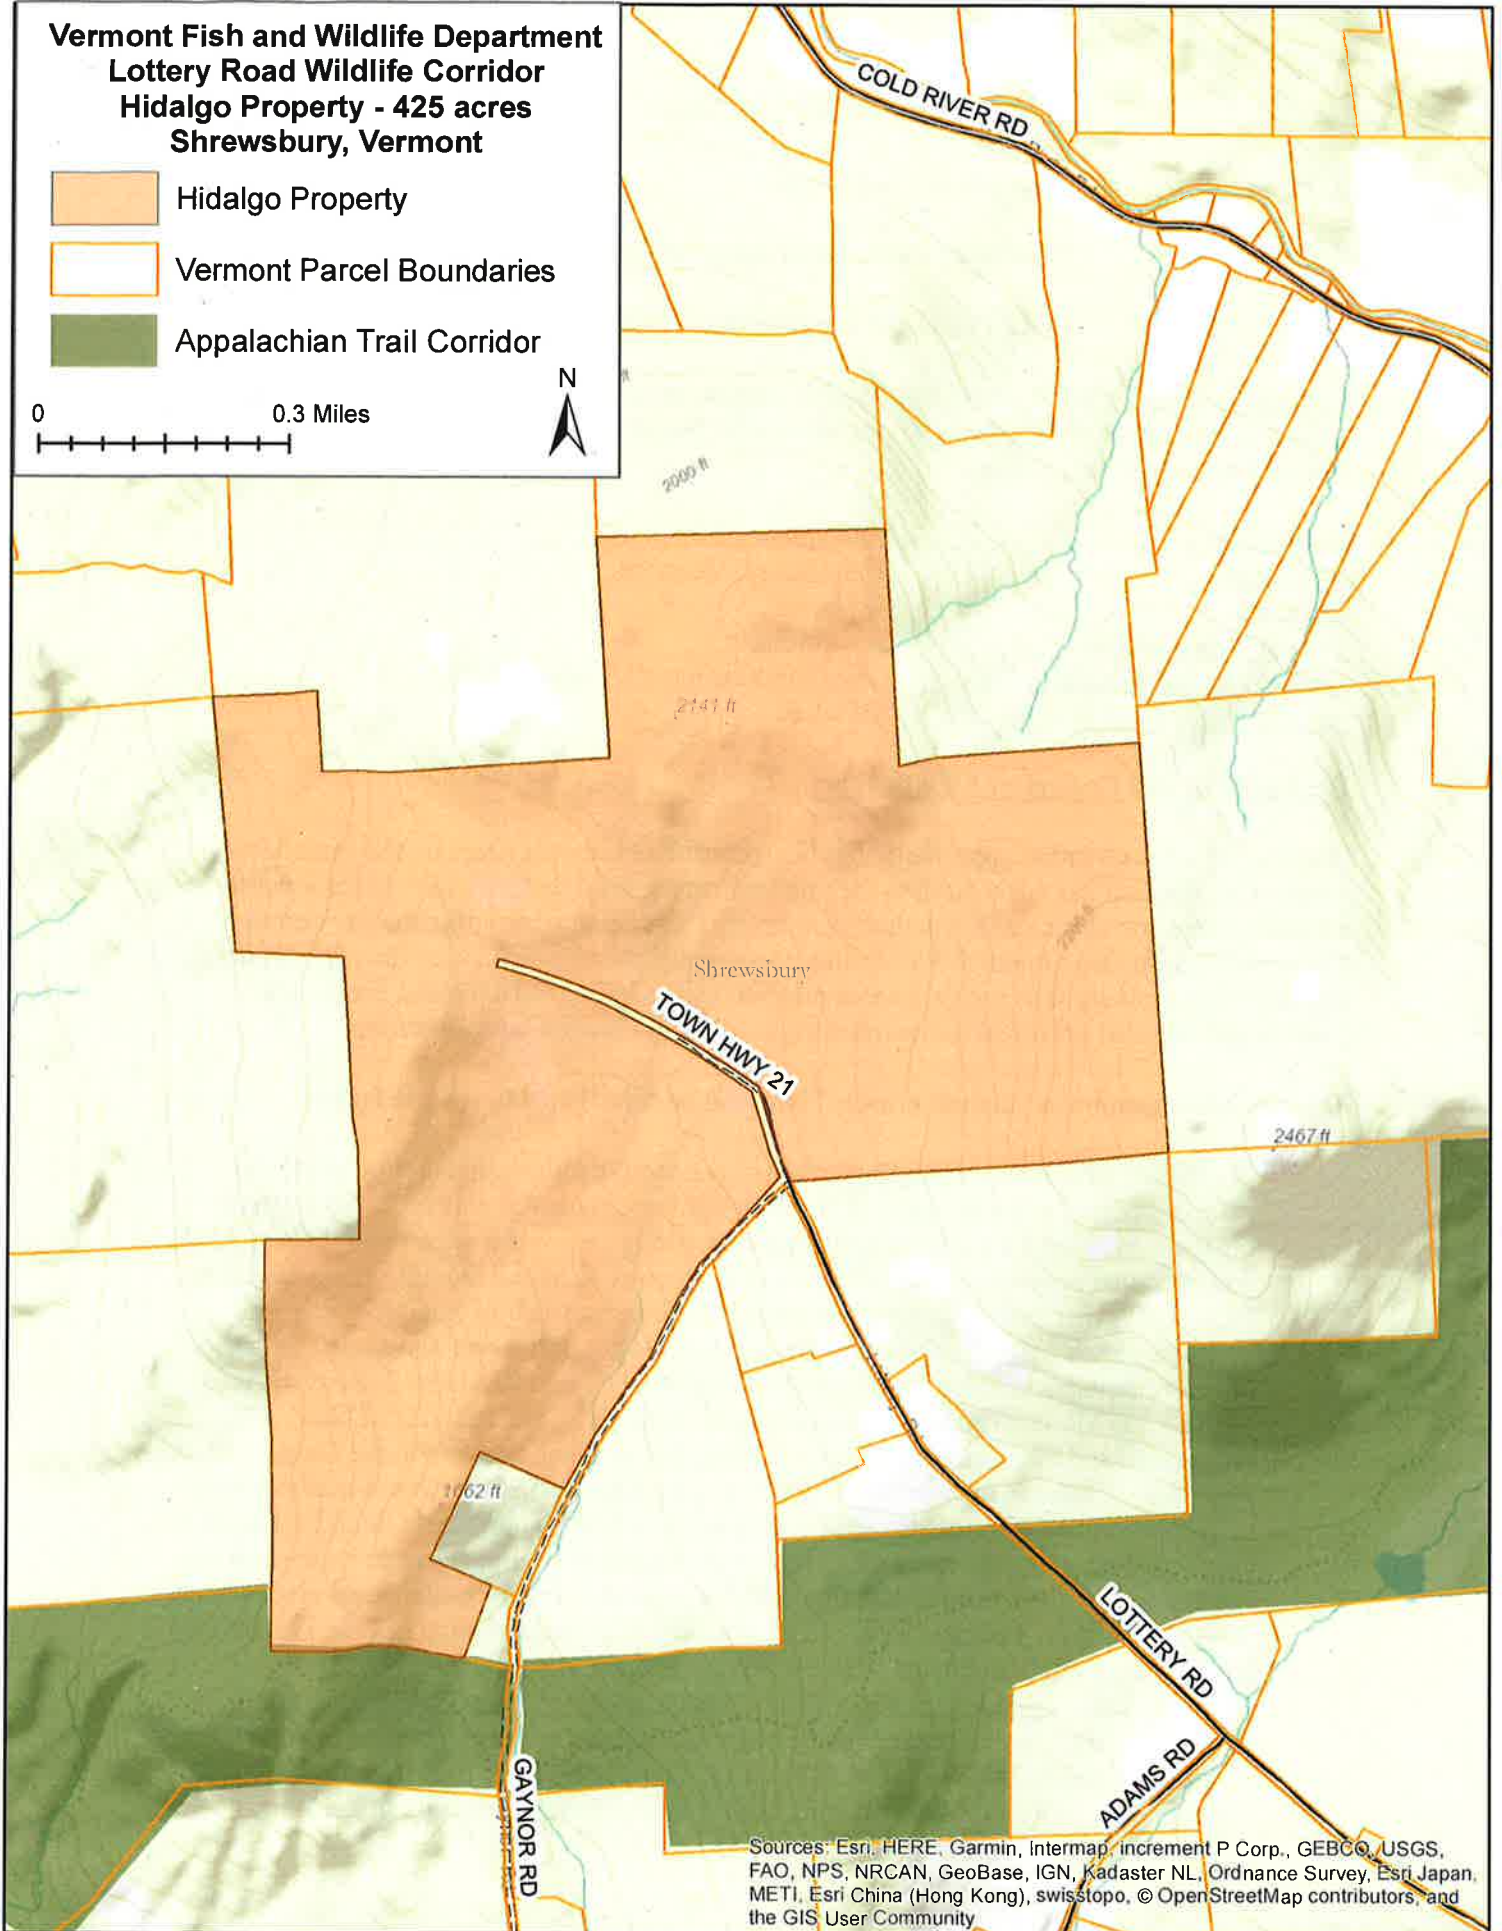 Vermont Fish and Wildlife Department
Lottery Road Wildlife Corridor
Hidalgo Property - 425 acres
Shrewsbury, Vermont
Hidalgo Property
Vermont Parcel Boundaries
Appalachian Trail Corridor
0 0.3 Miles
N
COLD RIVER RD
ft
2000 ft
2141 ft
Shrewsbury
TOWN HWY 21
2467 ft
LOTTERY RD
ADAMS RD
GAYNOR RD
Sources: Esri, HERE, Garmin, Intermap, increment P Corp., GEBCO, USGS,
FAO, NPS, NRCAN, GeoBase, IGN, Kadaster NL, Ordnance Survey, Esri Japan,
METI, Esri China (Hong Kong), swisstopo, © OpenStreetMap contributors, and
the GIS User Community